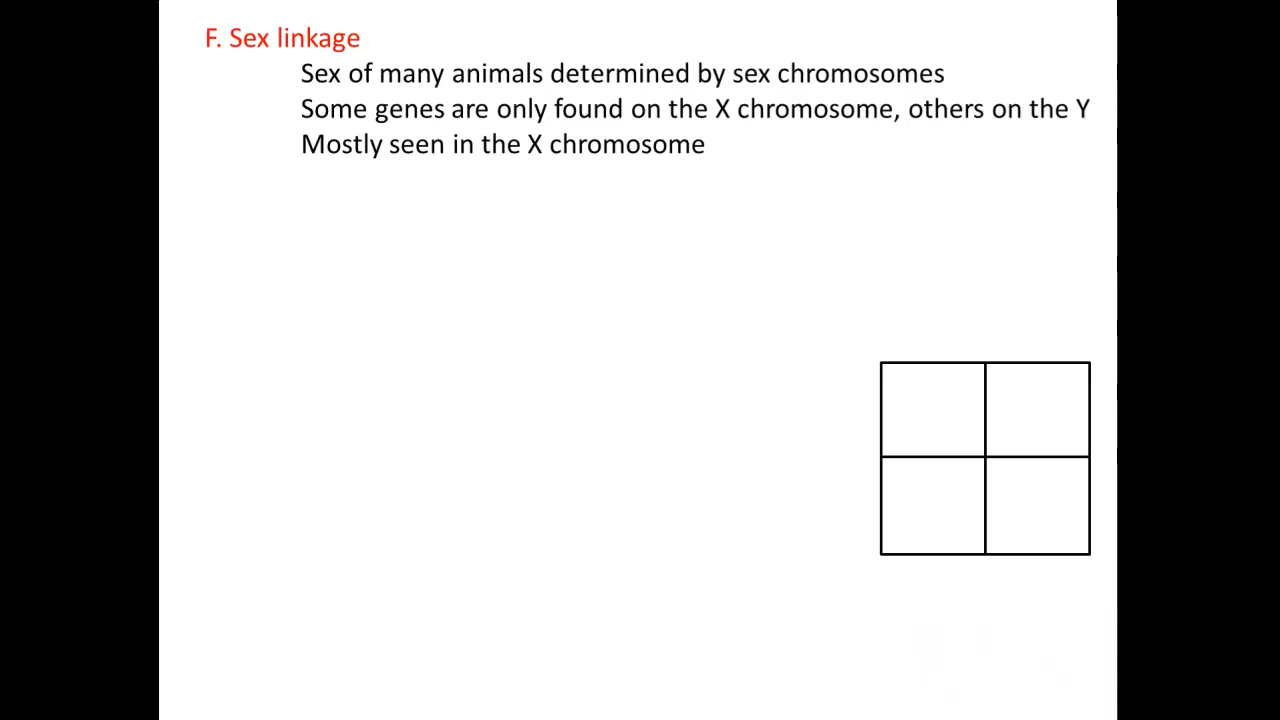 F. Sex linkage
Sex of many animals determined by sex chromosomes
Some genes are only found on the X chromosome, others on the Y
Mostly seen in the X chromosome